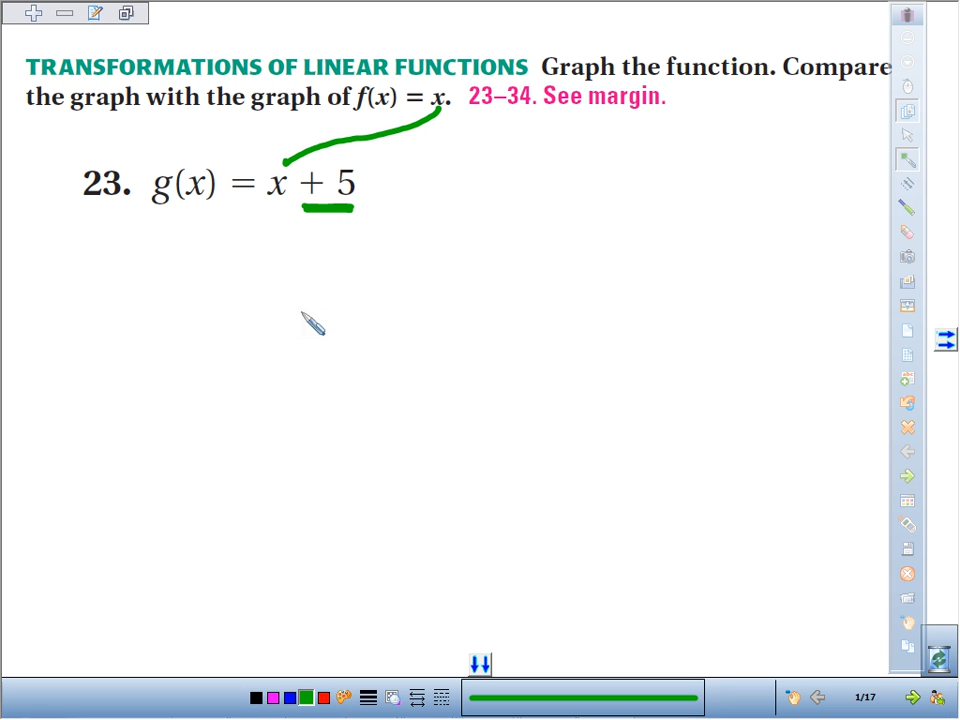 TRANSFORMATIONS OF LINEAR FUNCTIONS Graph the function. Compare
the graph with the graph of f(x) = x. 23–34. See margin.
23. g(x) = x + 5
1/17